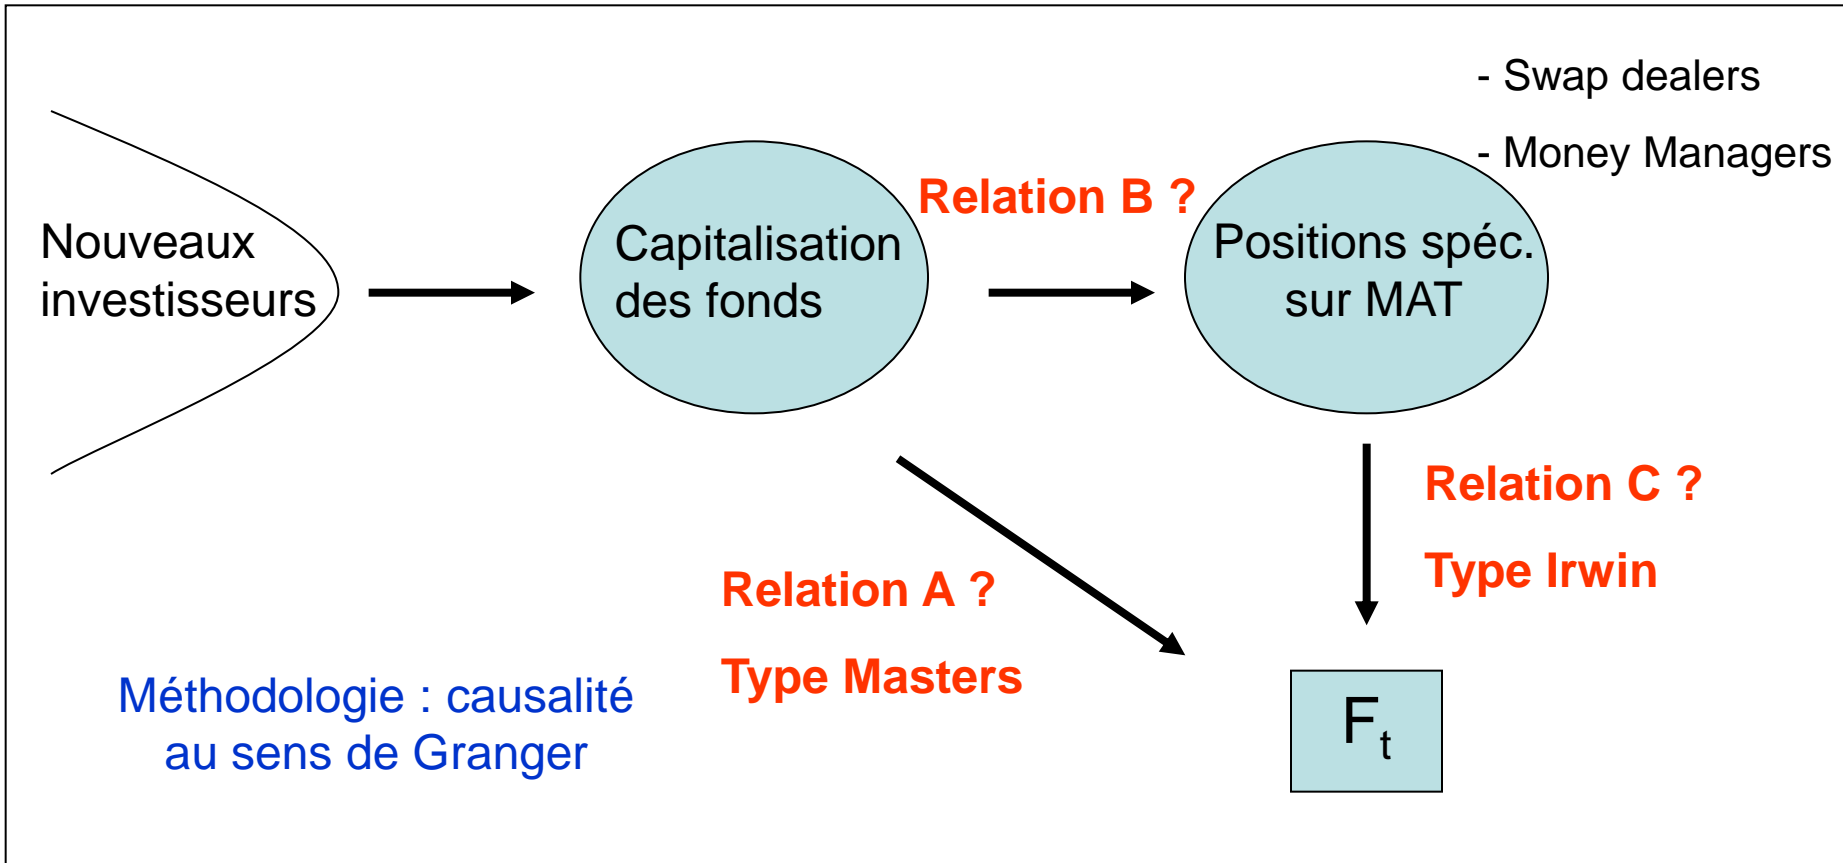 - Swap dealers
- Money Managers
Nouveaux
investisseurs
Capitalisation
des fonds
Relation B ?
Positions spéc.
sur MAT
Relation C ?
Type Irwin
Relation A ?
Type Masters
Méthodologie : causalité
au sens de Granger
Ft